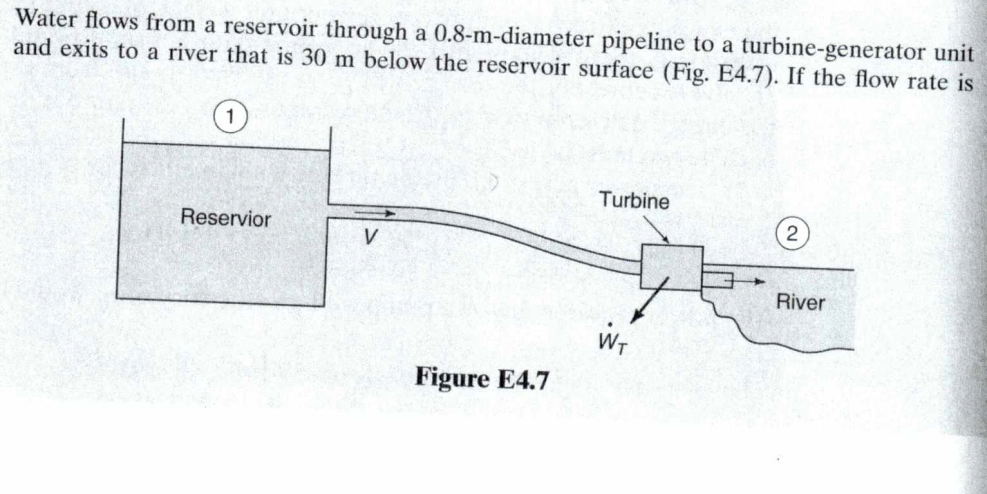 Water flows from a reservoir through a 0.8-m-diameter pipeline to a turbine-generator unit
and exits to a river that is 30 m below the reservoir surface (Fig. E4.7). If the flow rate is
1
Reservior
V
Turbine
2
River
ẆT
Figure E4.7